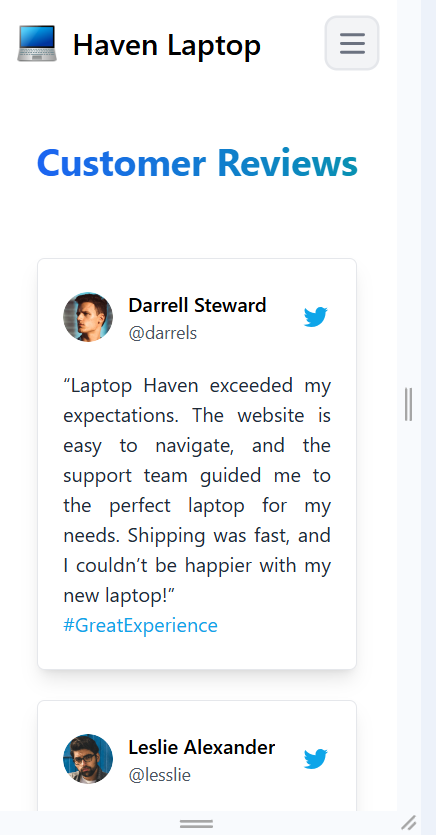 Haven Laptop
Customer Reviews
Darrell Steward
@darrels
“Laptop Haven exceeded my
expectations. The website is
easy to navigate, and the
support team guided me to
the perfect laptop for my
needs. Shipping was fast, and
I couldn’t be happier with my
new laptop!”
#GreatExperience
Leslie Alexander
@lesslie